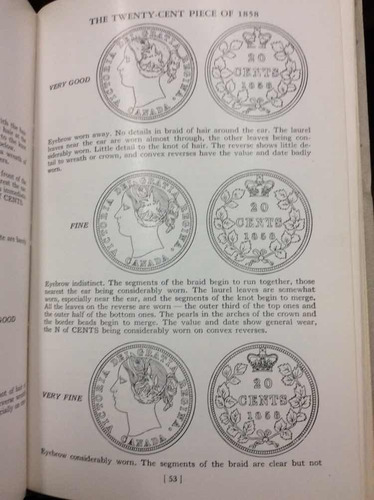 THE TWENTY-CENT PIECE OF 1858
VERY GOOD
VICTORIA DEI GRATIA REGINA.
CANADA
20
CENTS
1858
Eyebrow worn away. No details in braid of hair around the ear. The laurel
leaves near the ear are worn almost through, the other leaves being con-
siderably worn. Little detail to the knot of hair. The reverse shows little de-
tail to wreath or crown, and convex reverses have the value and date badly
worn.
FINE
VICTORIA DEI GRATIA REGINA.
CANADA
20
CENTS
1858
Eyebrow indistinct. The segments of the braid begin to run together, those
nearest the ear being considerably worn. The laurel leaves are somewhat
worn, especially near the ear, and the segments of the knot begin to merge.
All the leaves on the reverse are worn — the outer third of the top ones and
the outer half of the bottom ones. The pearls in the arches of the crown and
the border beads begin to merge. The value and date show general wear,
the N of CENTS being considerably worn on convex reverses.
VERY FINE
VICTORIA DEI GRATIA REGINA.
CANADA
20
CENTS
1858
Eyebrow considerably worn. The segments of the braid are clear but not
[ 53 ]